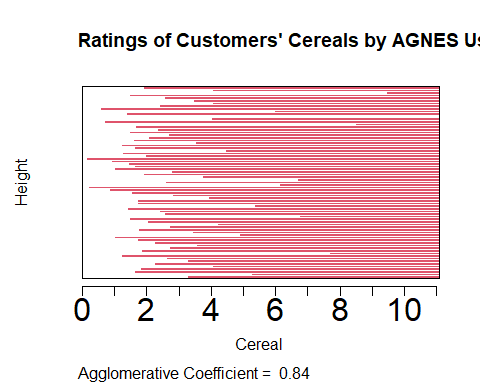 Ratings of Customers' Cereals by AGNES Us
Height
0 2 4 6 8 10
Cereal
Agglomerative Coefficient = 0.84